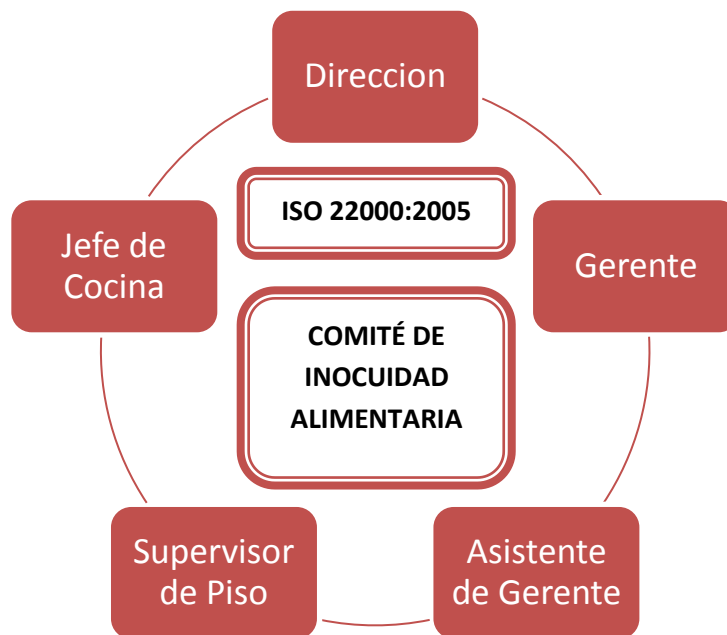 Direccion
ISO 22000:2005
Jefe de
Cocina
Gerente
COMITÉ DE
INOCUIDAD
ALIMENTARIA
Supervisor
de Piso
Asistente
de Gerente